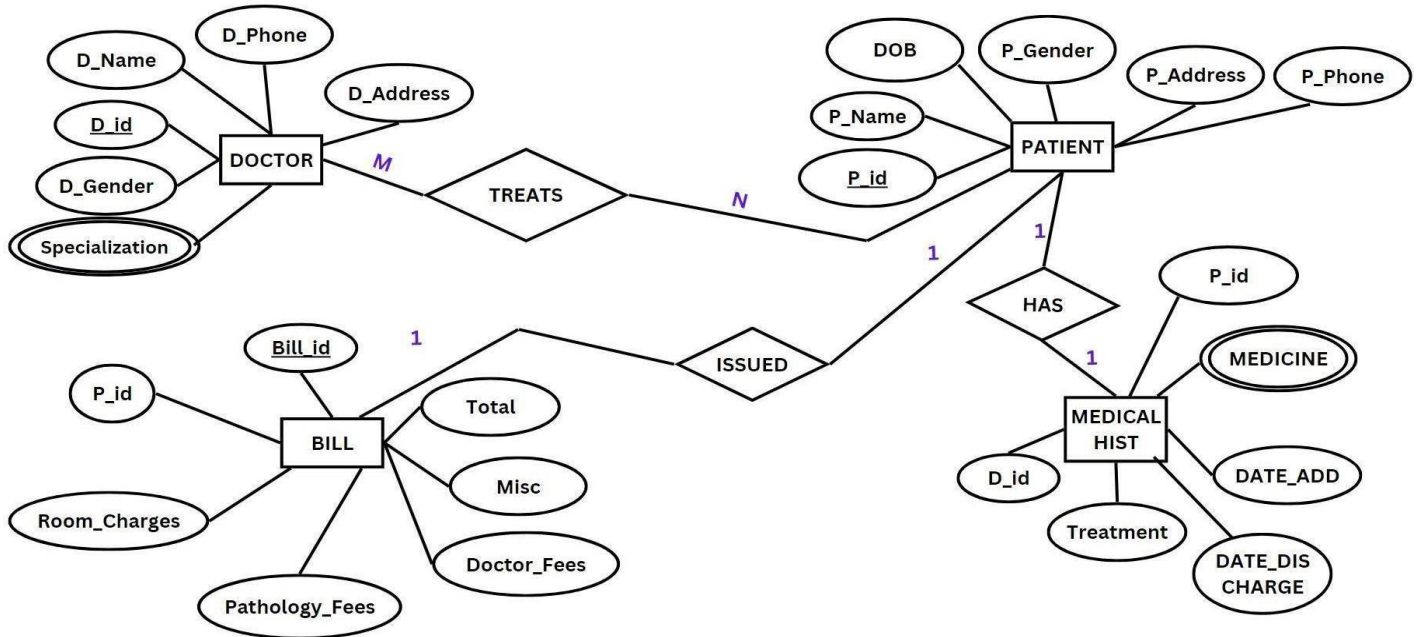 D_Phone
D_Name
D_Address
D_id
DOCTOR
D_Gender
Specialization
M
TREATS
N
DOB
P_Gender
P_Address
P_Phone
P_Name
PATIENT
P_id
1
1
HAS
P_id
MEDICINE
1
MEDICAL
HIST
DATE_ADD
D_id
Treatment
DATE_DIS
CHARGE
1
ISSUED
Bill_id
P_id
Total
BILL
Misc
Room_Charges
Doctor_Fees
Pathology_Fees